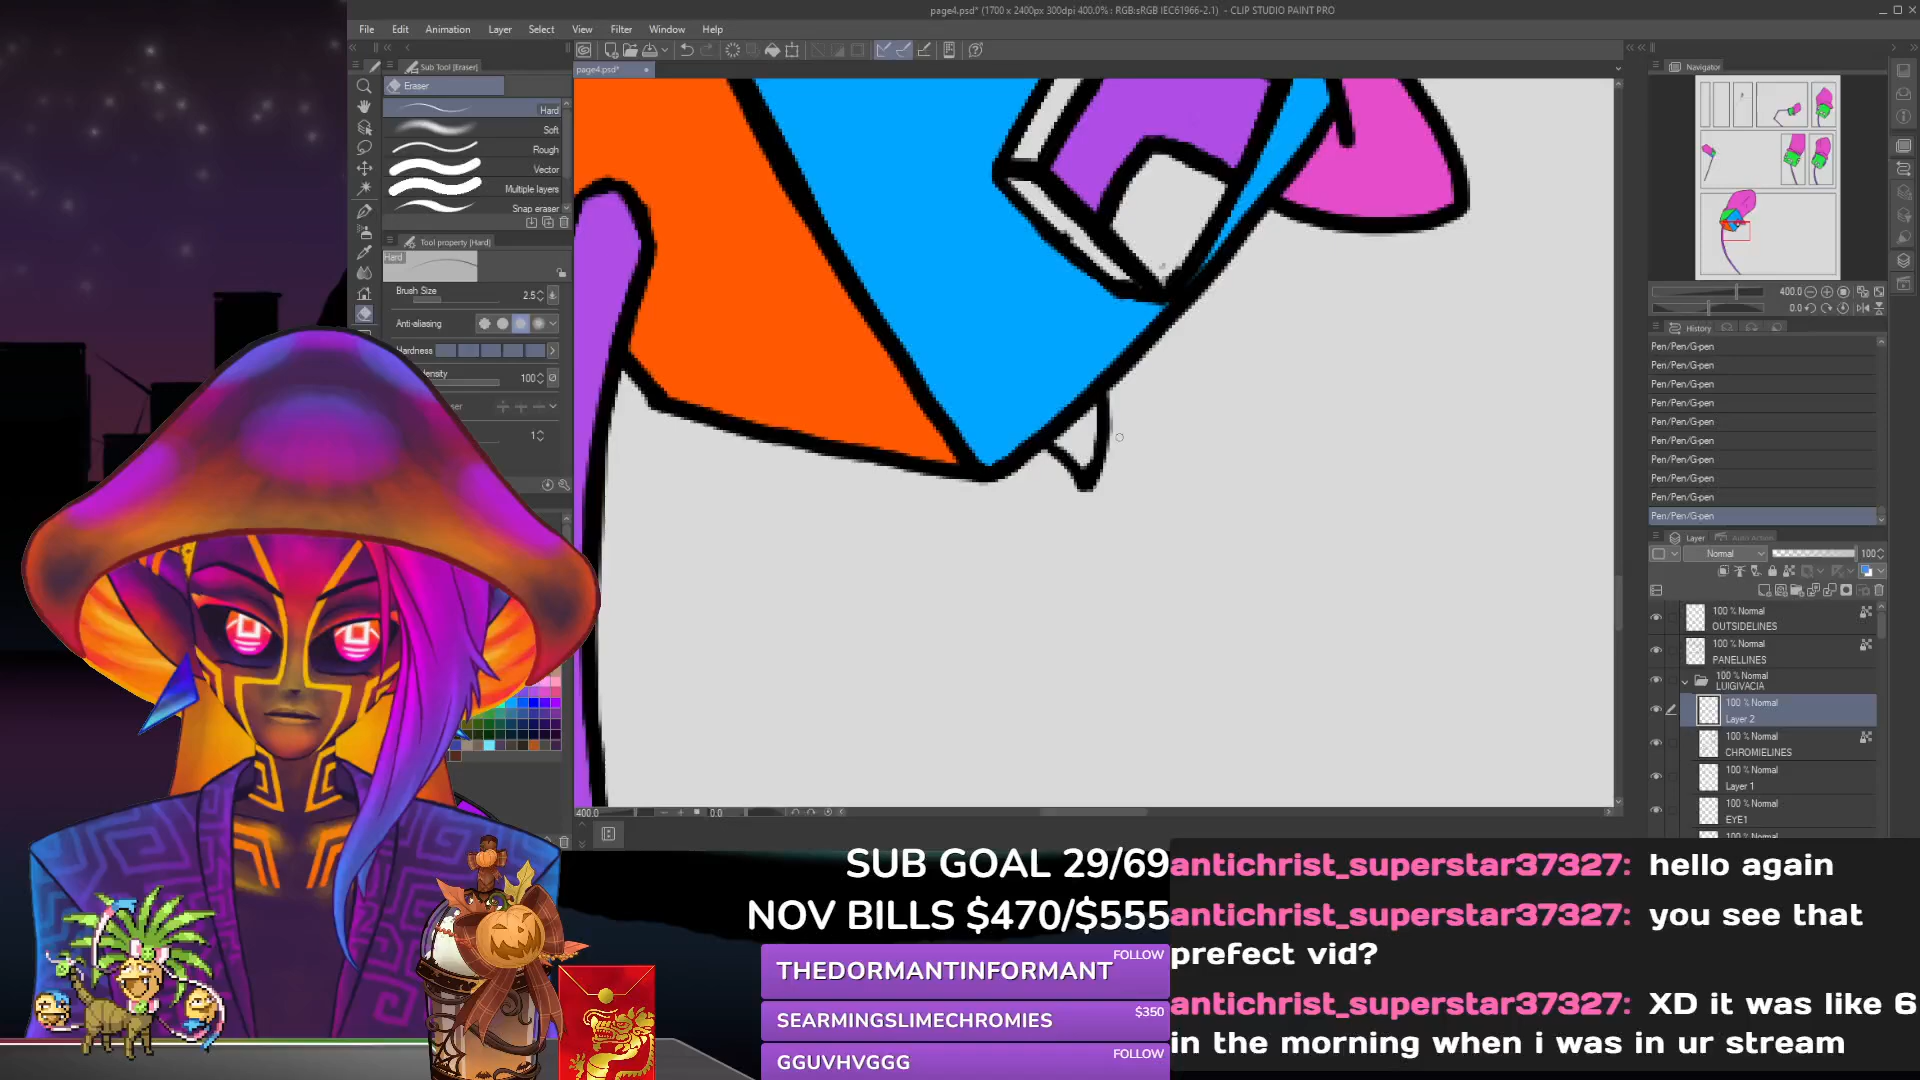 page4.psd* (1700 x 2400px 300dpi 400.0% : RGB:sRGB IEC61966-2.1) - CLIP STUDIO PAINT PRO
File Edit Animation Layer Select View Filter Window Help
Sub Tool [Eraser]
page4.psd*
Navigator
Eraser
Hard
Soft
Rough
Vector
Multiple layers
Snap eraser
Tool property [Hard]
Hard
Brush Size 2.5
Anti-aliasing
Hardness
100
1
400.0
0.0
History
Pen/Pen/G-pen
Pen/Pen/G-pen
Pen/Pen/G-pen
Pen/Pen/G-pen
Pen/Pen/G-pen
Pen/Pen/G-pen
Pen/Pen/G-pen
Pen/Pen/G-pen
Pen/Pen/G-pen
Pen/Pen/G-pen
Layer Auto Action
Normal 100
100 % Normal
OUTSIDELINES
100 % Normal
PANELLINES
100 % Normal
LUIGIVACIA
100 % Normal
Layer 2
100 % Normal
CHROMIELINES
100 % Normal
Layer 1
100 % Normal
EYE1
400.0 0.0
SUB GOAL 29/69
NOV BILLS $470/$555
THEDORMANTINFORMANT FOLLOW
SEARMINGSLIMECHROMIES $350
GGUVHVGGG FOLLOW
antichrist_superstar37327: hello again
antichrist_superstar37327: you see that
prefect vid?
antichrist_superstar37327: XD it was like 6
in the morning when i was in ur stream